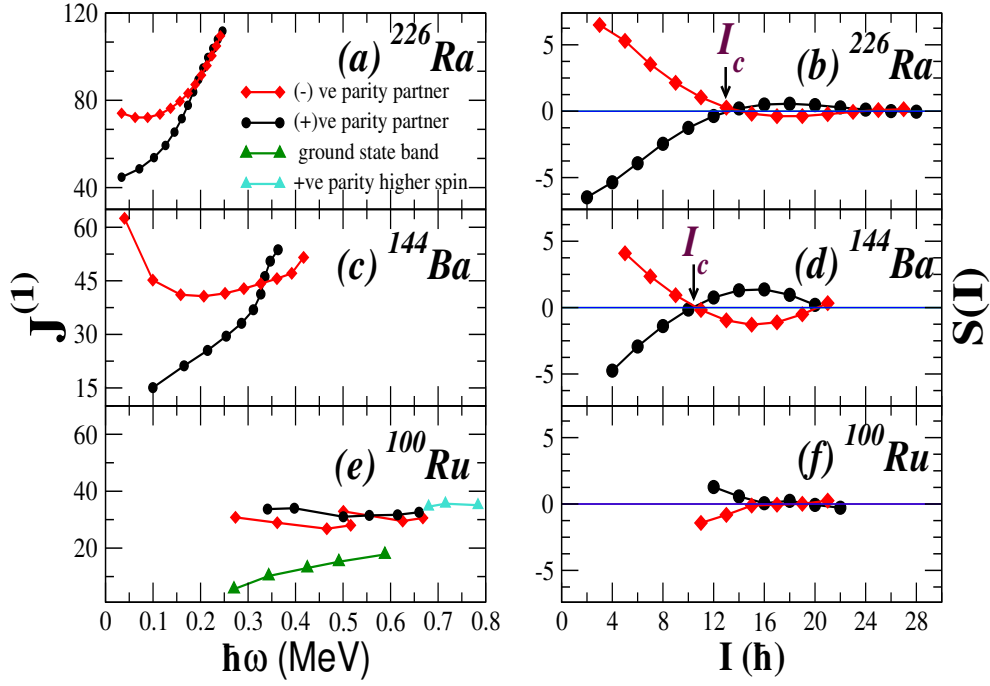 120
80
40
(a) ²²⁶Ra
(-) ve parity partner
(+)ve parity partner
ground state band
+ve parity higher spin
5
0
-5
I_c
(b) ²²⁶Ra
60
45
30
15
(c) ¹⁴⁴Ba
5
0
-5
I_c
(d) ¹⁴⁴Ba
J⁽¹⁾
S(I)
60
40
20
(e) ¹⁰⁰Ru
5
0
-5
(f) ¹⁰⁰Ru
0 0.1 0.2 0.3 0.4 0.5 0.6 0.7 0.8
ħω (MeV)
0 4 8 12 16 20 24 28
I (ħ)